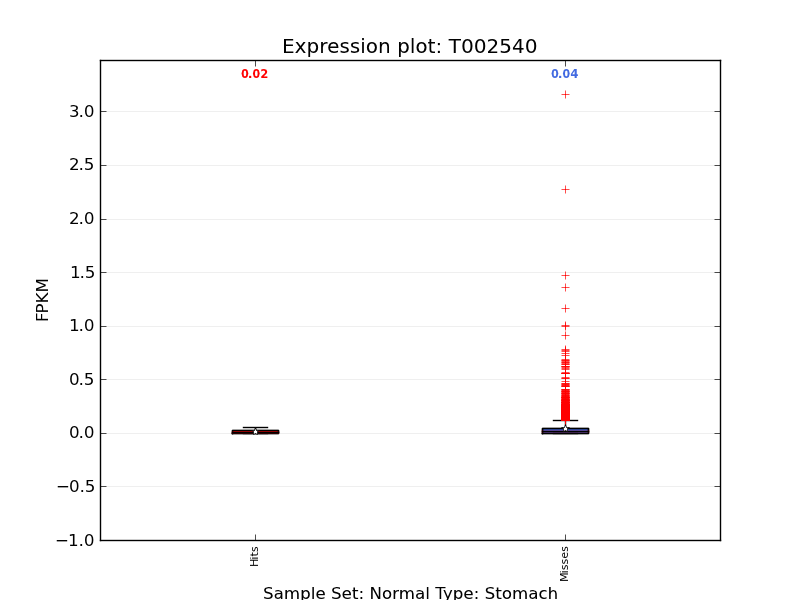 Expression plot: T002540
0.02
0.04
3.0
2.5
2.0
1.5
1.0
0.5
0.0
−0.5
−1.0
FPKM
Hits
Misses
Sample Set: Normal Type: Stomach